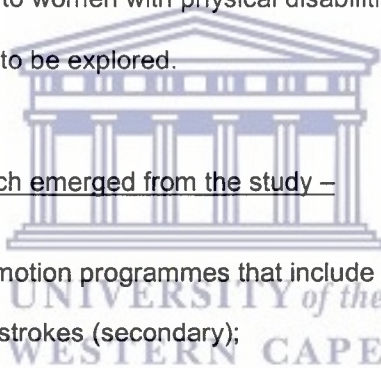 to women with physical disabiliti
to be explored.
ch emerged from the study –
motion programmes that include
UNIVERSITY of the
strokes (secondary);
WESTERN CAPE